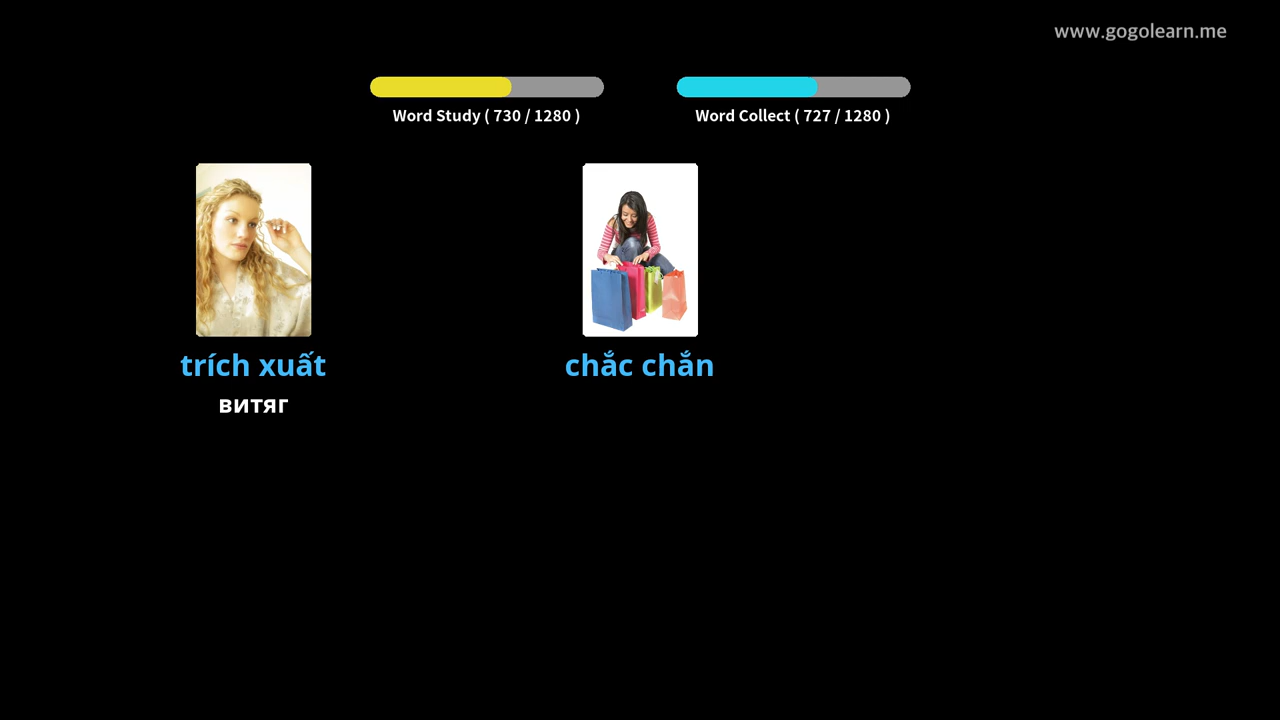 www.gogolearn.me
Word Study ( 730 / 1280 )
Word Collect ( 727 / 1280 )
trích xuất
chắc chắn
витяг